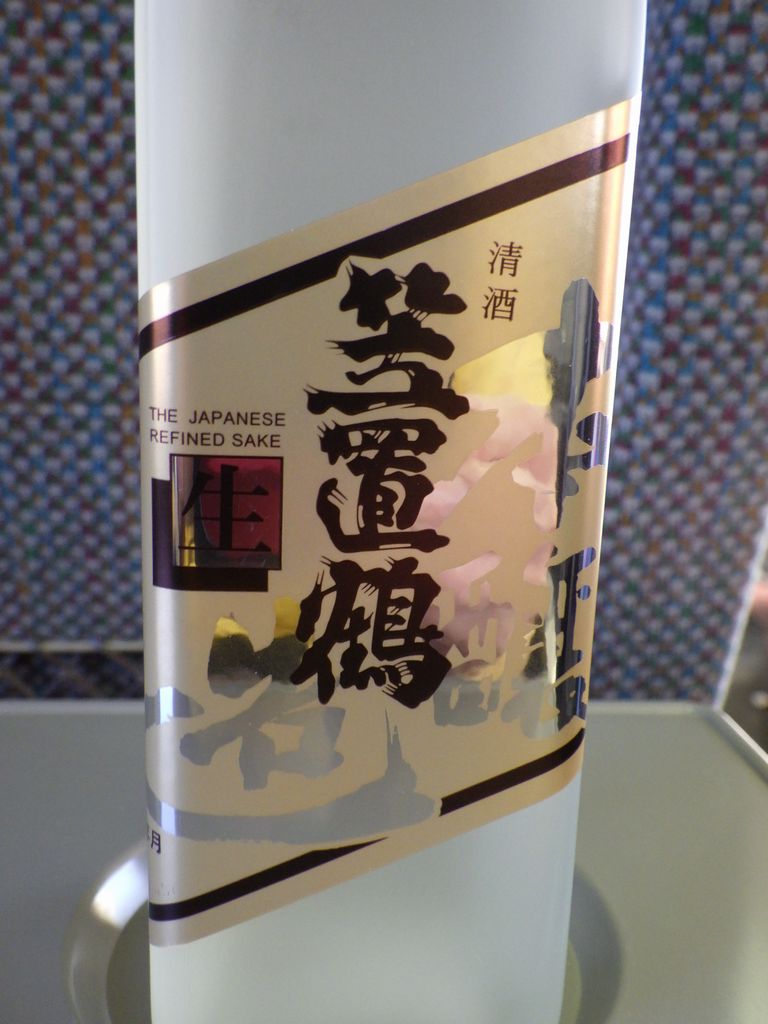 清酒
笠置鶴
THE JAPANESE
REFINED SAKE
生
月